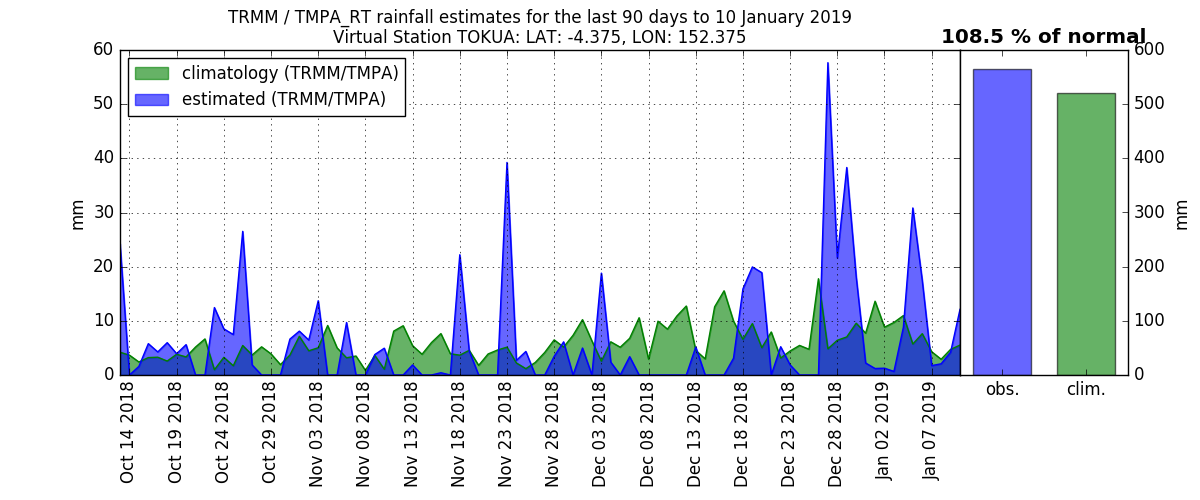 TRMM / TMPA_RT rainfall estimates for the last 90 days to 10 January 2019
Virtual Station TOKUA: LAT: -4.375, LON: 152.375
108.5 % of normal
climatology (TRMM/TMPA)
estimated (TRMM/TMPA)
60
50
40
30
20
10
0
mm
Oct 14 2018
Oct 19 2018
Oct 24 2018
Oct 29 2018
Nov 03 2018
Nov 08 2018
Nov 13 2018
Nov 18 2018
Nov 23 2018
Nov 28 2018
Dec 03 2018
Dec 08 2018
Dec 13 2018
Dec 18 2018
Dec 23 2018
Dec 28 2018
Jan 02 2019
Jan 07 2019
600
500
400
300
200
100
0
mm
obs.
clim.